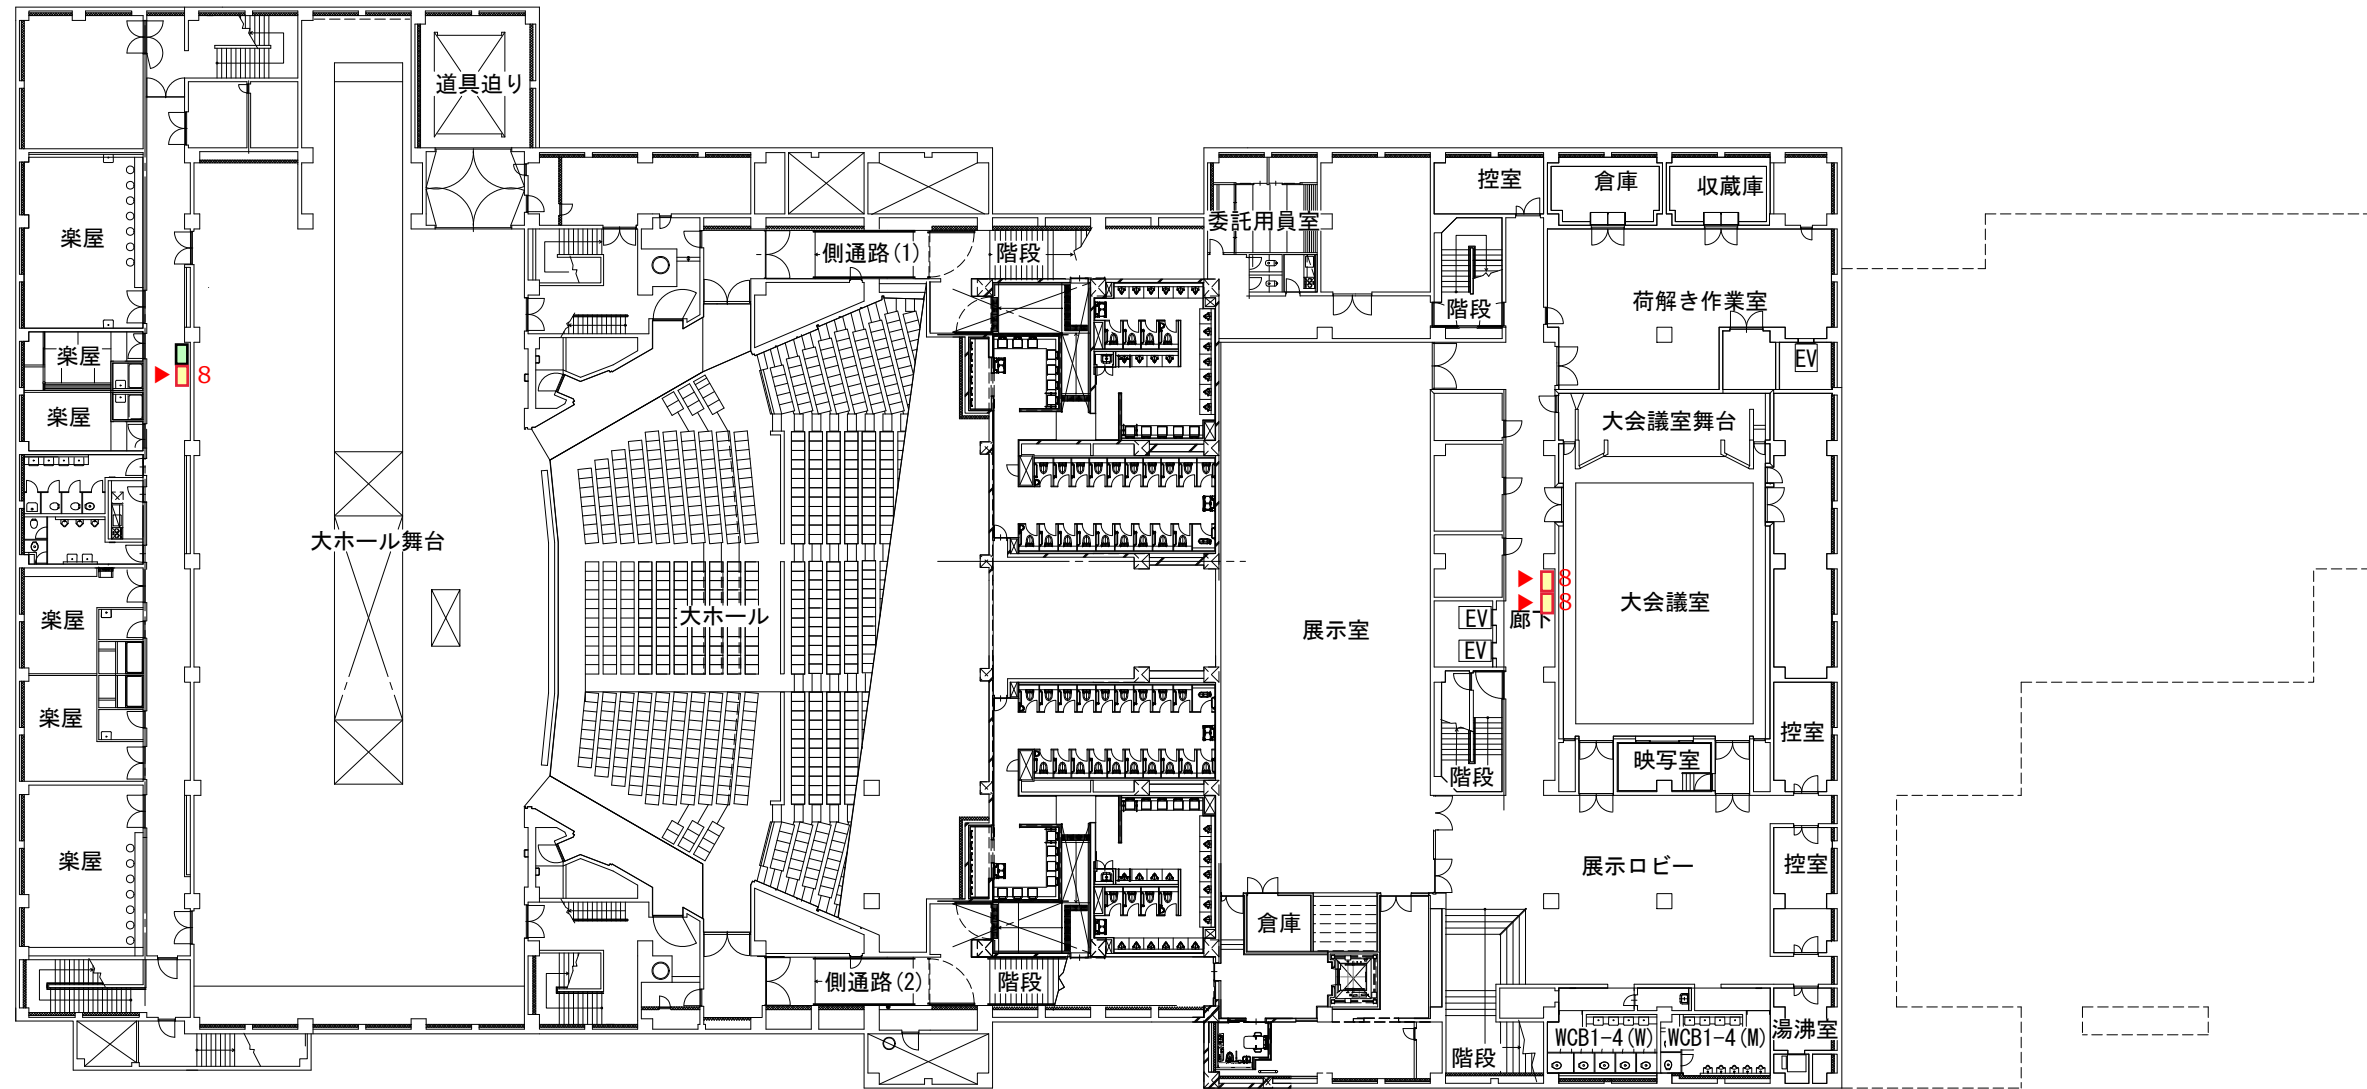 道具迫り
控室
倉庫
収蔵庫
楽屋
委託用員室
側通路(1)
階段
階段
荷解き作業室
楽屋
8
EV
楽屋
大会議室舞台
大ホール舞台
8
8
大会議室
楽屋
大ホール
EV
廊下
展示室
EV
楽屋
控室
映写室
階段
楽屋
展示ロビー
控室
倉庫
側通路(2)
階段
WCB1-4(W)
WCB1-4(M)
湯沸室
階段